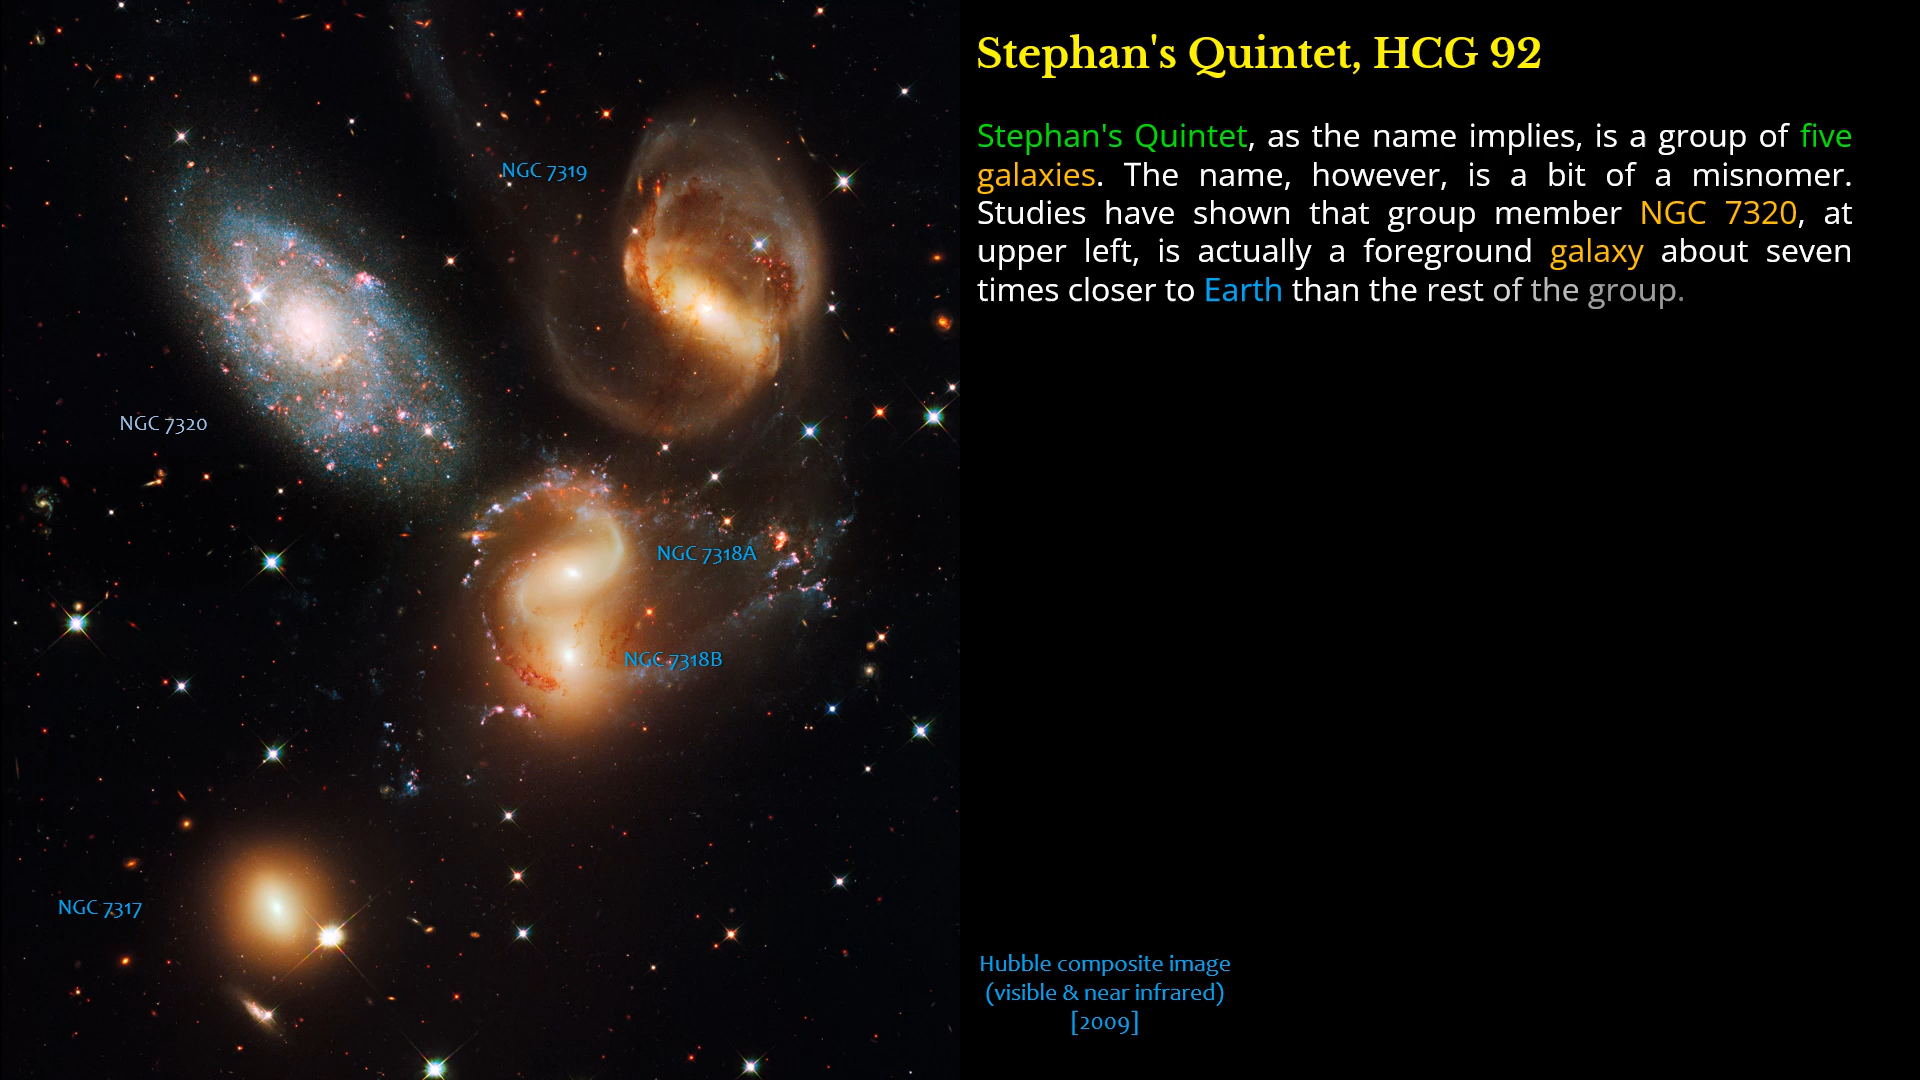 Stephan's Quintet, HCG 92
Stephan's Quintet, as the name implies, is a group of five
galaxies. The name, however, is a bit of a misnomer.
Studies have shown that group member NGC 7320, at
upper left, is actually a foreground galaxy about seven
times closer to Earth than the rest of the group.
NGC 7319
NGC 7320
NGC 7318A
NGC 7318B
NGC 7317
Hubble composite image
(visible & near infrared)
[2009]